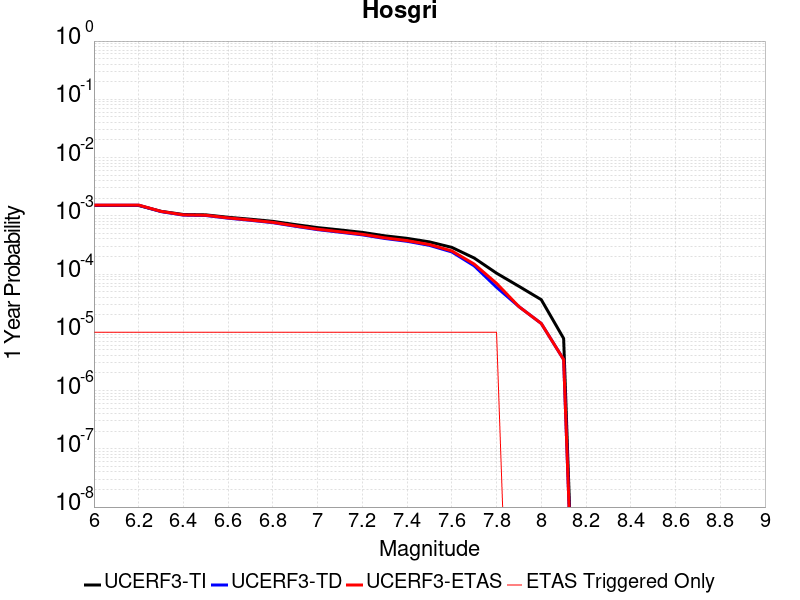 Hosgri
10^0
10^-1
10^-2
10^-3
10^-4
10^-5
10^-6
10^-7
10^-8
1 Year Probability
6 6.2 6.4 6.6 6.8 7 7.2 7.4 7.6 7.8 8 8.2 8.4 8.6 8.8 9
Magnitude
UCERF3-TI UCERF3-TD UCERF3-ETAS ETAS Triggered Only